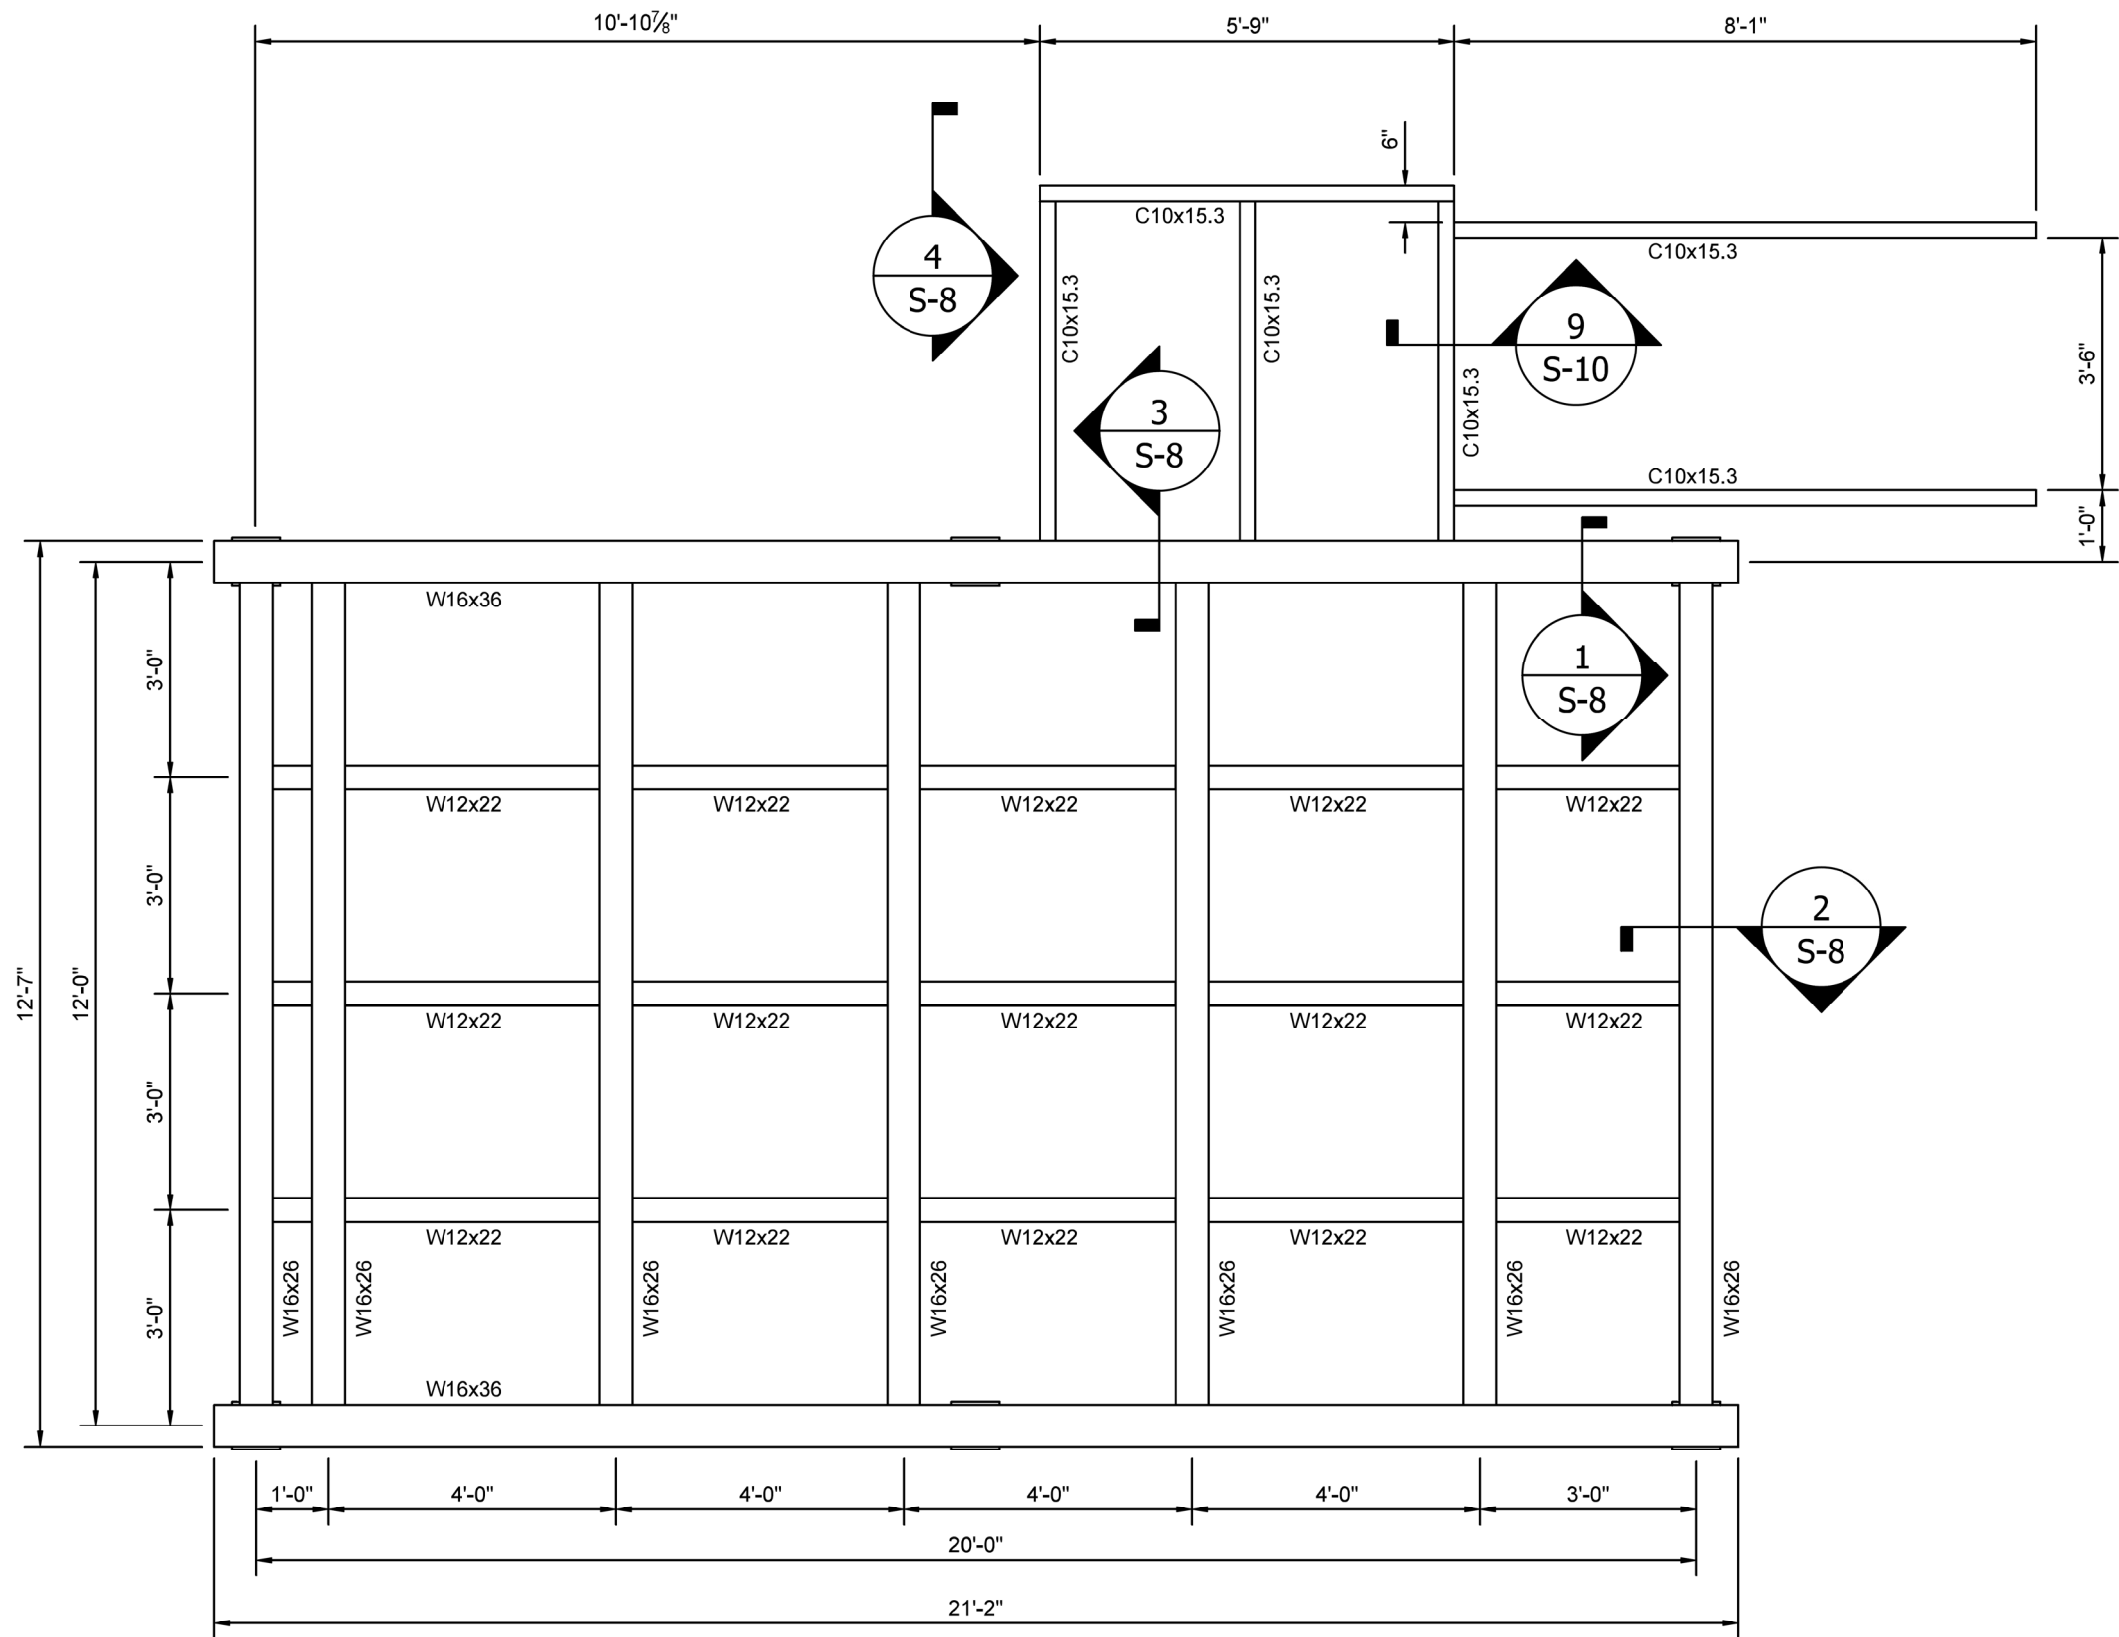 10'-10⅞"
5'-9"
8'-1"
6"
C10x15.3
C10x15.3
4
S-8
C10x15.3
C10x15.3
9
S-10
3'-6"
C10x15.3
3
S-8
C10x15.3
1'-0"
W16x36
3'-0"
1
S-8
W12x22
W12x22
W12x22
W12x22
W12x22
3'-0"
2
S-8
12'-7"
12'-0"
W12x22
W12x22
W12x22
W12x22
W12x22
3'-0"
W12x22
W12x22
W12x22
W12x22
W12x22
3'-0"
W16x26
W16x26
W16x26
W16x26
W16x26
W16x26
W16x26
W16x36
1'-0"
4'-0"
4'-0"
4'-0"
4'-0"
3'-0"
20'-0"
21'-2"